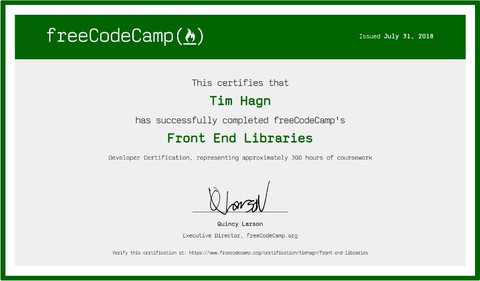 freeCodeCamp(🔥)
Issued July 31, 2018
This certifies that
Tim Hagn
has successfully completed freeCodeCamp's
Front End Libraries
Developer Certification, representing approximately 300 hours of coursework
Quincy Larson
Executive Director, freeCodeCamp.org
Verify this certification at: https://www.freecodecamp.org/certification/timhagn/front-end-libraries